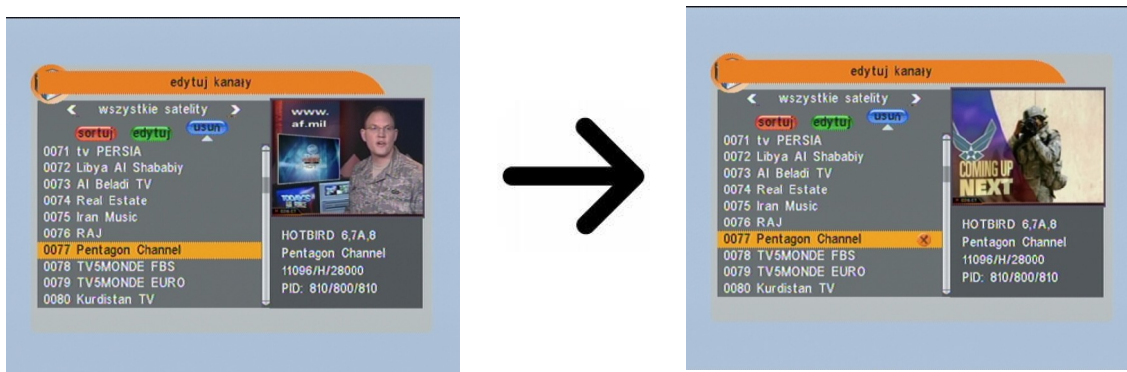 edytuj kanały
wszystkie satelity
sortuj edytuj usuń
0071 tv PERSIA
0072 Libya Al Shababiy
0073 Al Beladi TV
0074 Real Estate
0075 Iran Music
0076 RAJ
0077 Pentagon Channel
0078 TV5MONDE FBS
0079 TV5MONDE EURO
0080 Kurdistan TV
www.
af.mil
TODAY'S
AIR FORCE
HOTBIRD 6,7A,8
Pentagon Channel
11096/H/28000
PID: 810/800/810
edytuj kanały
wszystkie satelity
sortuj edytuj usuń
0071 tv PERSIA
0072 Libya Al Shababiy
0073 Al Beladi TV
0074 Real Estate
0075 Iran Music
0076 RAJ
0077 Pentagon Channel
0078 TV5MONDE FBS
0079 TV5MONDE EURO
0080 Kurdistan TV
COMING UP
NEXT
HOTBIRD 6,7A,8
Pentagon Channel
11096/H/28000
PID: 810/800/810